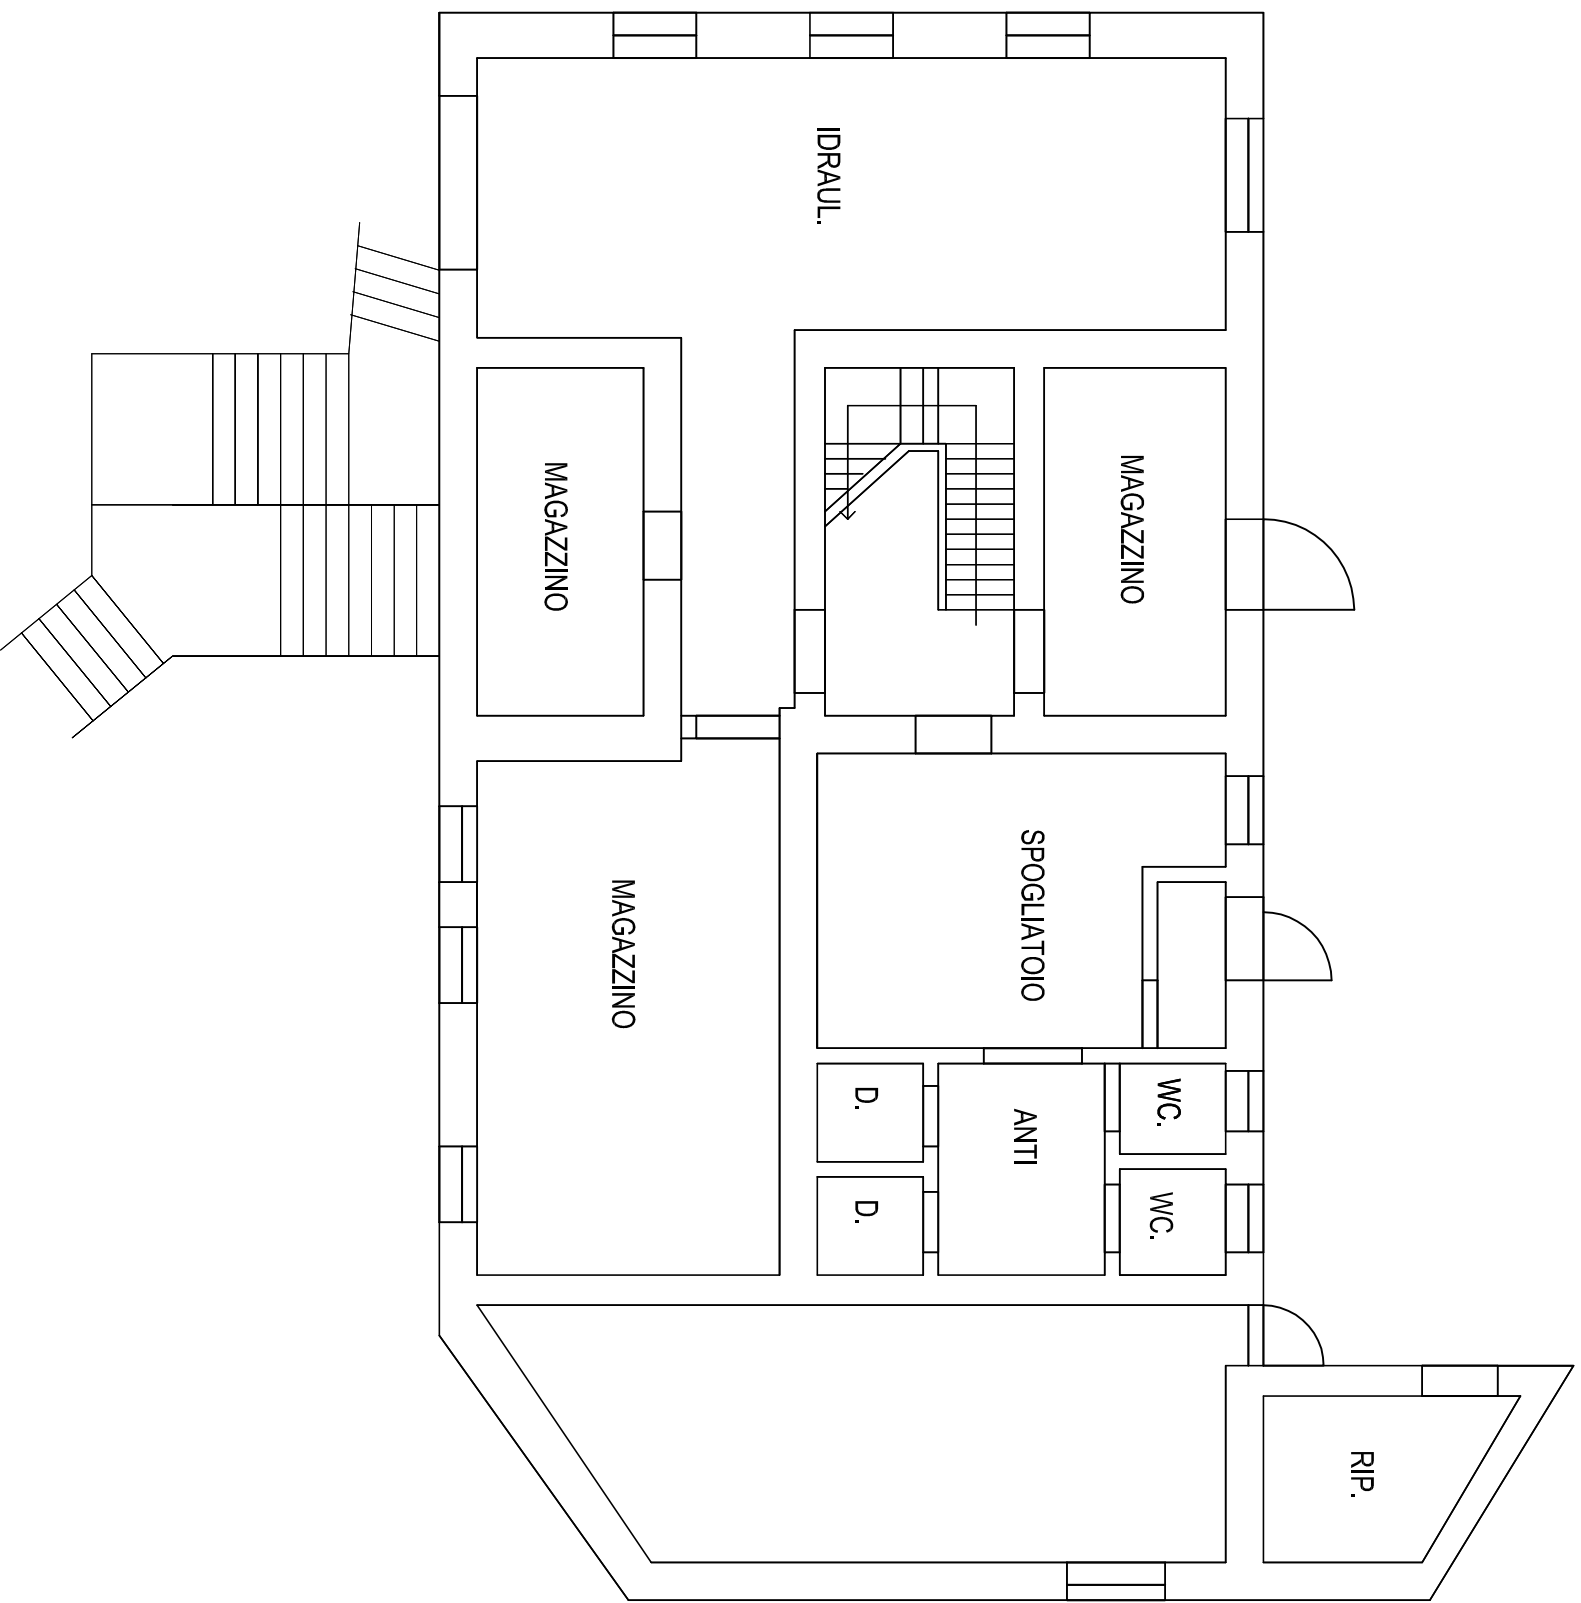 IDRAUL.
MAGAZZINO
MAGAZZINO
SPOGLIATOIO
MAGAZZINO
D.
ANTI
WC.
D.
WC.
RIP.